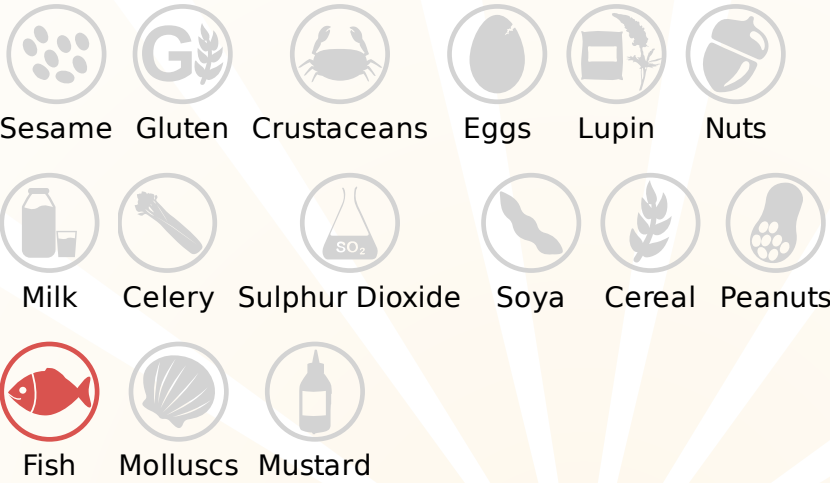 G
Sesame Gluten Crustaceans Eggs Lupin Nuts
SO₂
Milk Celery Sulphur Dioxide Soya Cereal Peanuts
Fish Molluscs Mustard